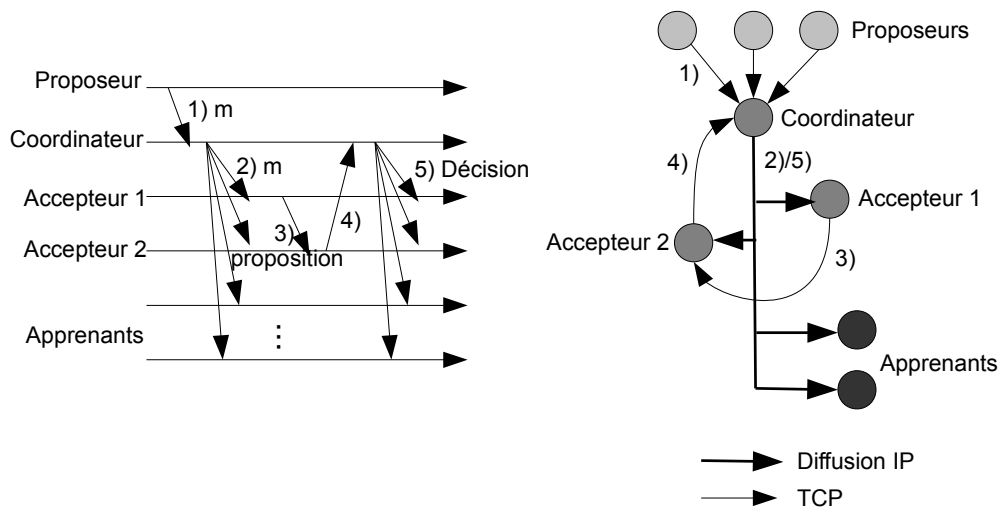 Proposeur
1) m
Coordinateur
2) m
5) Décision
Accepteur 1
3)
4)
Accepteur 2
proposition
Apprenants
⋮
Proposeurs
1)
Coordinateur
4)
2)/5)
Accepteur 1
Accepteur 2
3)
Apprenants
Diffusion IP
TCP